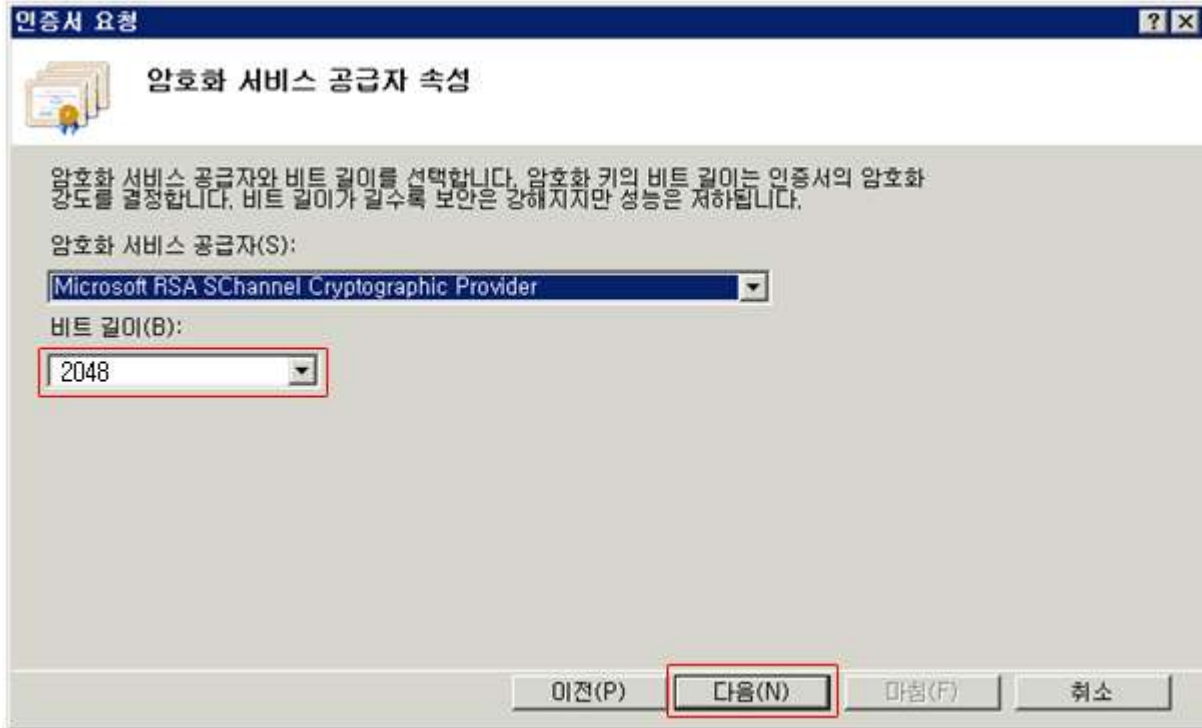 인증서 요청
암호화 서비스 공급자 속성
암호화 서비스 공급자와 비트 길이를 선택합니다. 암호화 키의 비트 길이는 인증서의 암호화
강도를 결정합니다. 비트 길이가 길수록 보안은 강해지지만 성능은 저하됩니다.
암호화 서비스 공급자(S):
Microsoft RSA SChannel Cryptographic Provider
비트 길이(B):
2048
이전(P) 다음(N) 마침(F) 취소